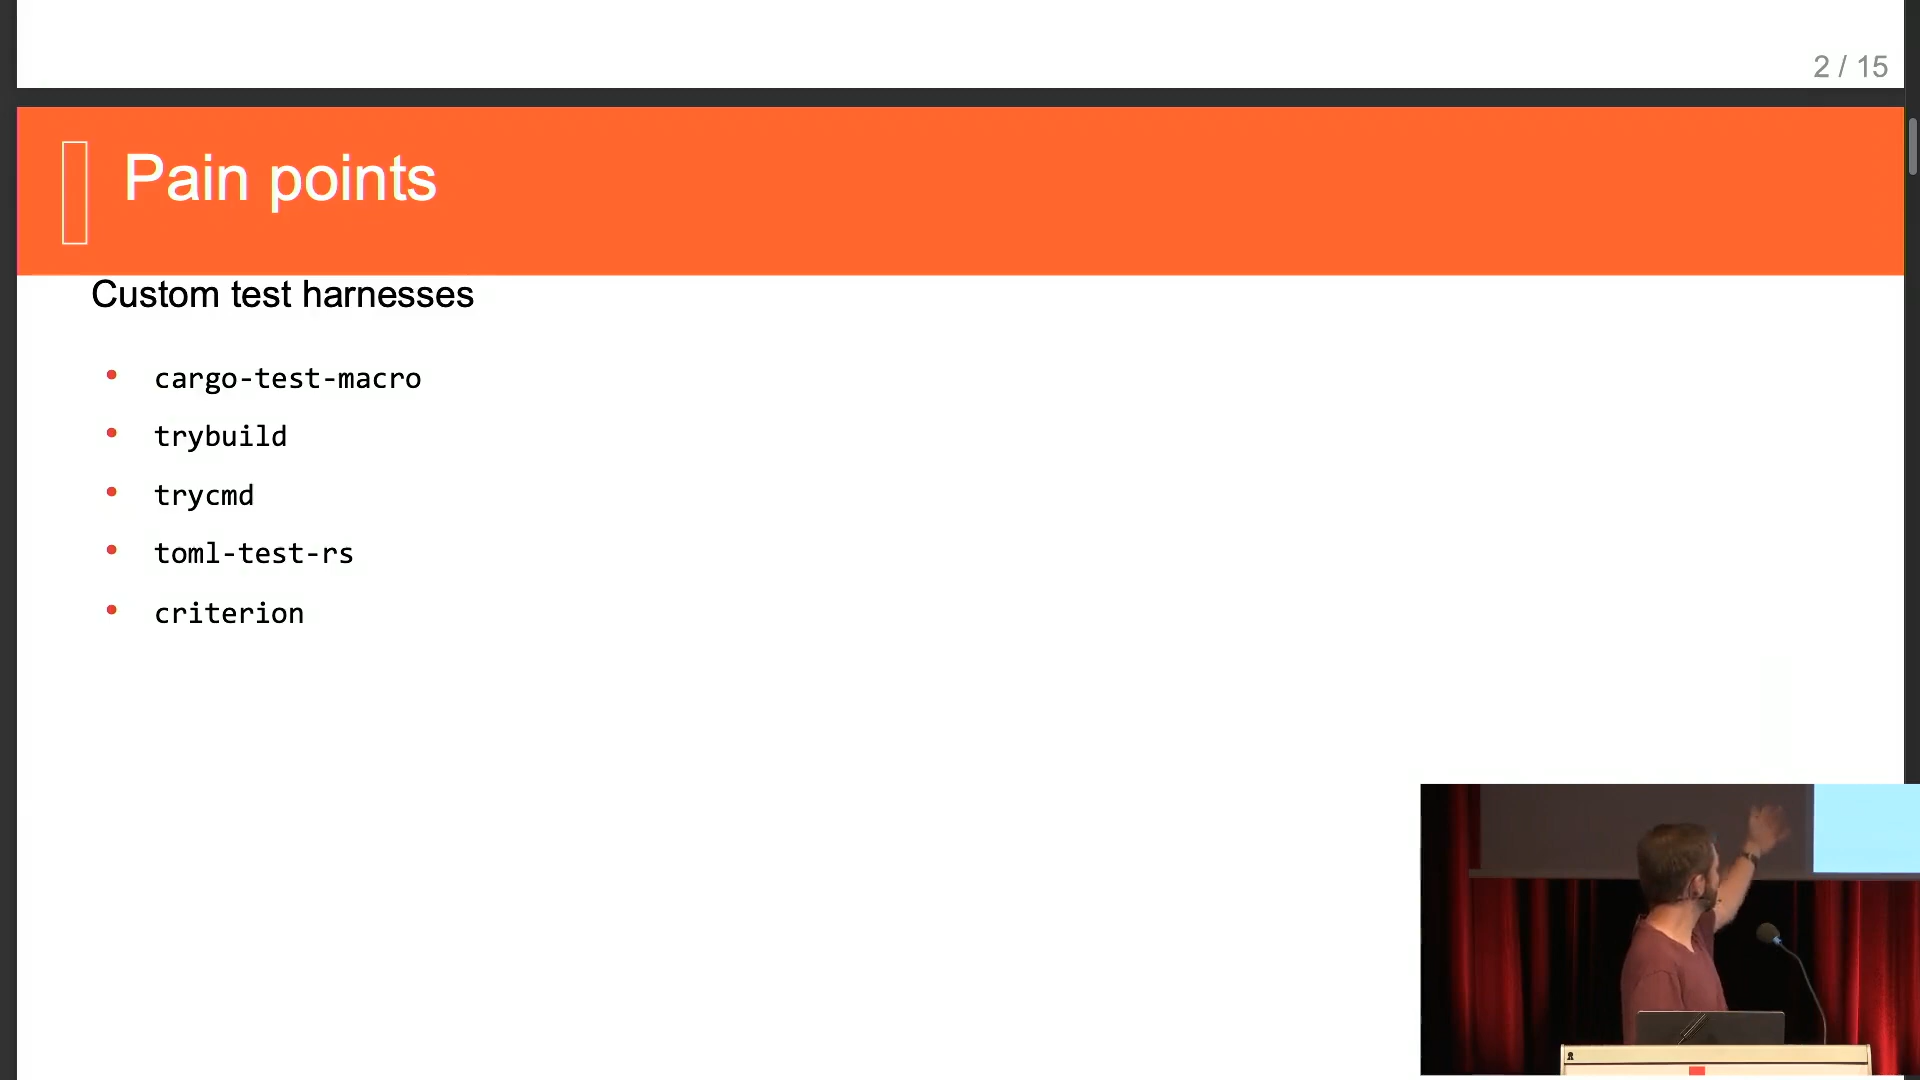 2 / 15
Pain points
Custom test harnesses
cargo-test-macro
trybuild
trycmd
toml-test-rs
criterion